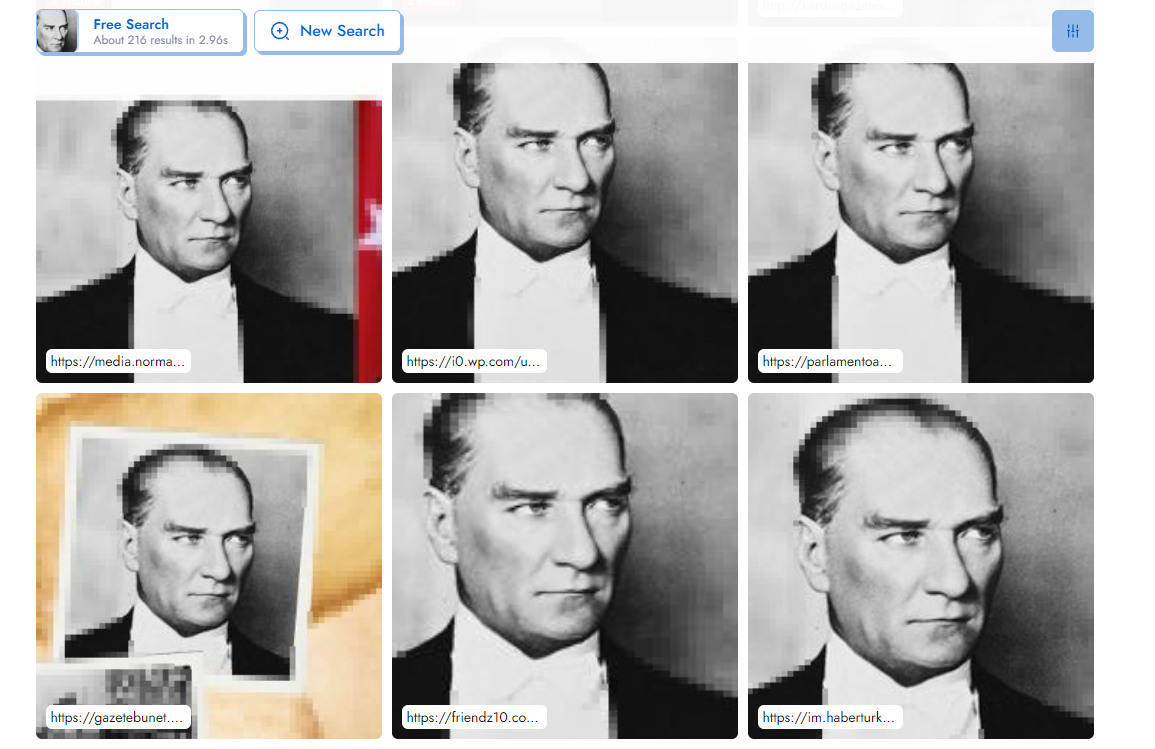 Free Search
About 216 results in 2.96s
New Search
https://media.norma...
https://i0.wp.com/u...
https://parlamentoa...
https://gazetebunet....
https://friendz10.co...
https://im.haberturk...